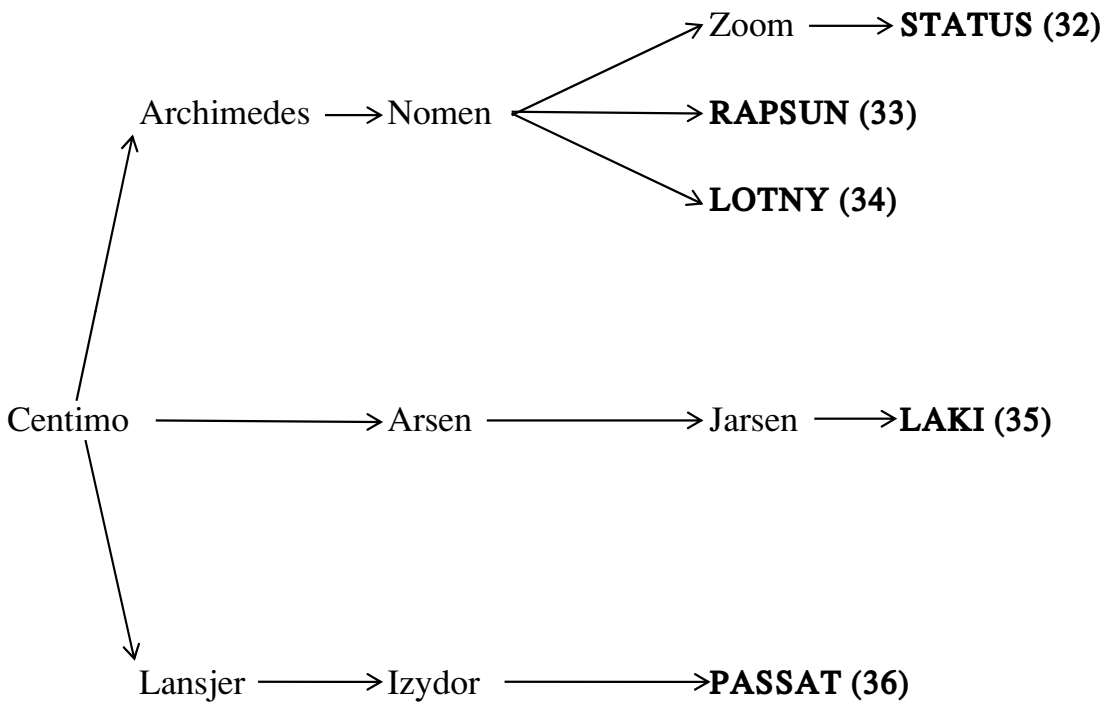 Zoom STATUS (32)
Archimedes Nomen RAPSUN (33)
LOTNY (34)
Centimo Arsen Jarsen LAKI (35)
Lansjer Izydor PASSAT (36)